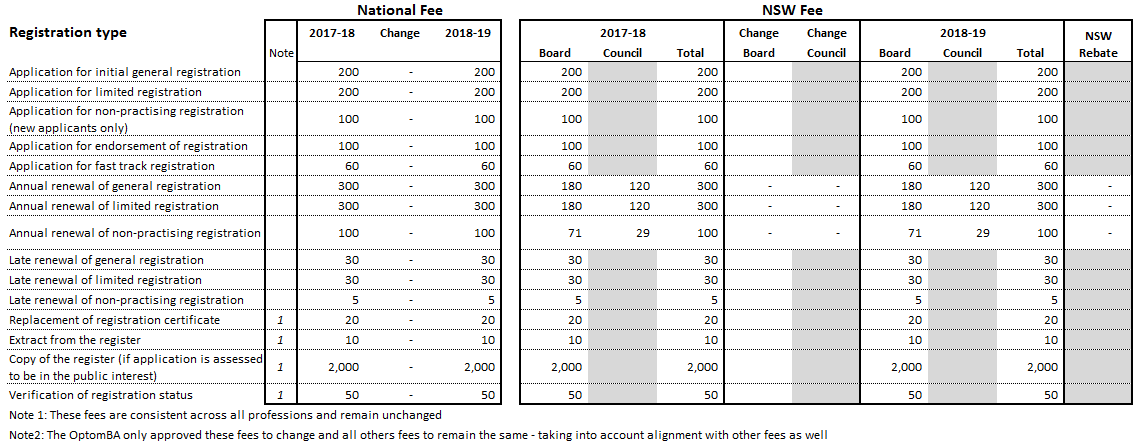 National Fee NSW Fee
Registration type 2017-18 Change 2018-19 2017-18 Change Change 2018-19 NSW
Note Board Council Total Board Council Board Council Total Rebate
Application for initial general registration 200 - 200 200 200 200 200
Application for limited registration 200 - 200 200 200 200 200
Application for non-practising registration
(new applicants only) 100 - 100 100 100 100 100
Application for endorsement of registration 100 - 100 100 100 100 100
Application for fast track registration 60 - 60 60 60 60 60
Annual renewal of general registration 300 - 300 180 120 300 - - 180 120 300 -
Annual renewal of limited registration 300 - 300 180 120 300 - - 180 120 300 -
Annual renewal of non-practising registration 100 - 100 71 29 100 - - 71 29 100 -
Late renewal of general registration 30 - 30 30 30 30 30
Late renewal of limited registration 30 - 30 30 30 30 30
Late renewal of non-practising registration 5 - 5 5 5 5 5
Replacement of registration certificate 1 20 - 20 20 20 20 20
Extract from the register 1 10 - 10 10 10 10 10
Copy of the register (if application is assessed
to be in the public interest) 1 2,000 - 2,000 2,000 2,000 2,000 2,000
Verification of registration status 1 50 - 50 50 50 50 50
Note 1: These fees are consistent across all professions and remain unchanged
Note2: The OptomBA only approved these fees to change and all others fees to remain the same - taking into account alignment with other fees as well